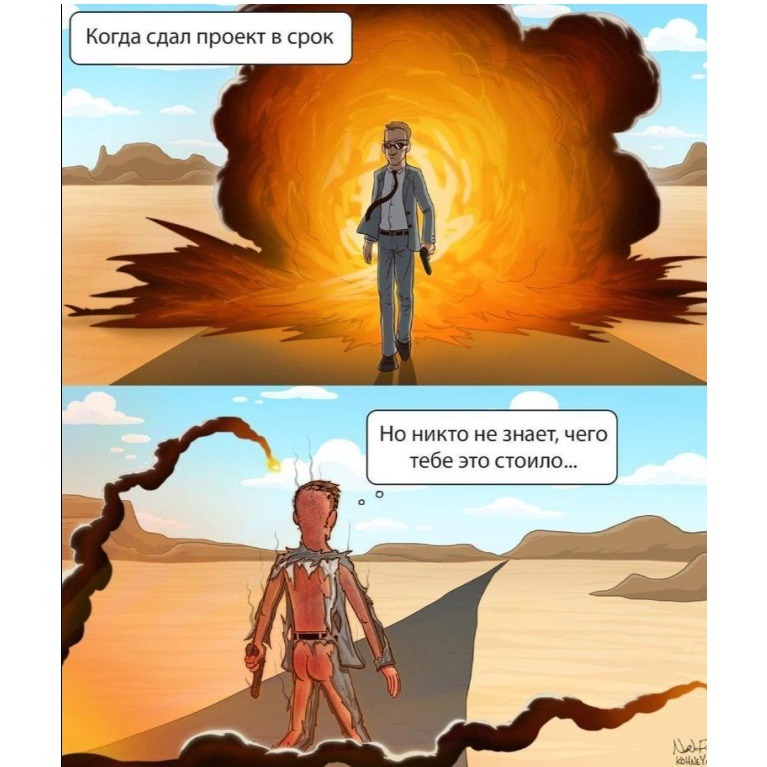 Когда сдал проект в срок
Но никто не знает, чего
тебе это стоило...